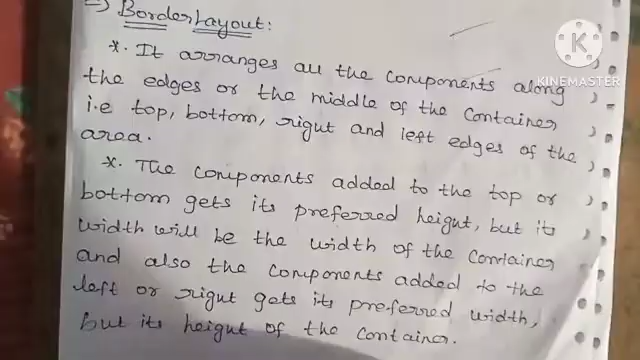 => BorderLayout:
*. It arranges all the components along
the edges or the middle of the container
i.e top, bottom, right and left edges of the
area.
*. The components added to the top or
bottom gets its preferred height, but its
width will be the width of the container
and also the components added to the
left or right gets its preferred width,
but its height of the container.
K
KINEMASTER